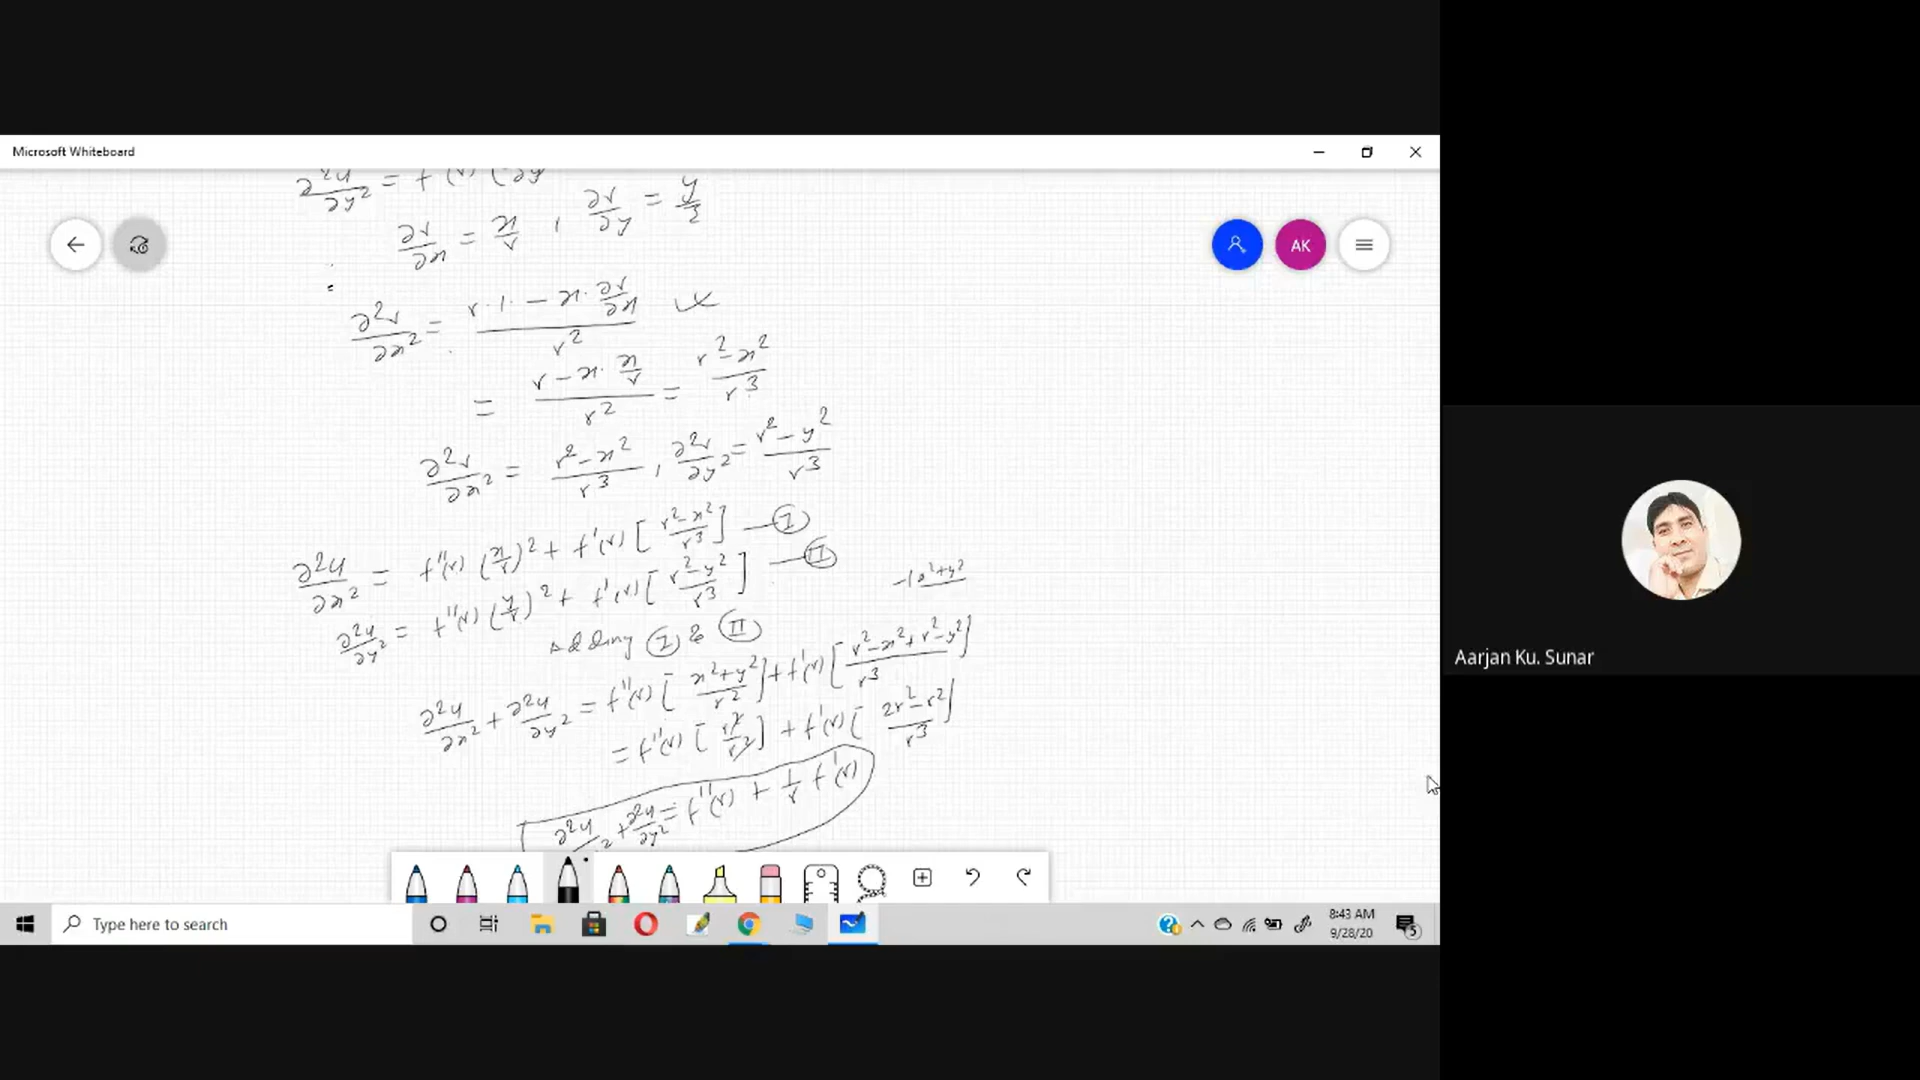 Microsoft Whiteboard
∂²u/∂y² = f'(r) (∂y
∂r/∂x = x/r , ∂r/∂y = y/2
AK
∂²r/∂x² = (r·1·−x·∂r/∂x)/r²
= (r−x·x/r)/r² = (r²−x²)/r³
∂²r/∂x² = (r²−x²)/r³ , ∂²r/∂y² = (r²−y²)/r³
∂²u/∂x² = f''(r) (x/r)² + f'(r) [(r²−x²)/r³] — Ⓘ
∂²u/∂y² = f''(r) (y/r)² + f'(r) [(r²−y²)/r³] — Ⓘⓘ
−(x²+y²
Adding Ⓘ & Ⓘⓘ
∂²u/∂x² + ∂²u/∂y² = f''(r) [(x²+y²)/r²] + f'(r) [(r²−x²+r²−y²)/r³]
= f''(r) [r²/r²] + f'(r) [(2r²−r²)/r³]
∂²u/∂x² + ∂²u/∂y² = f''(r) + 1/r f'(r)
Aarjan Ku. Sunar
Type here to search
8:43 AM
9/28/20
5